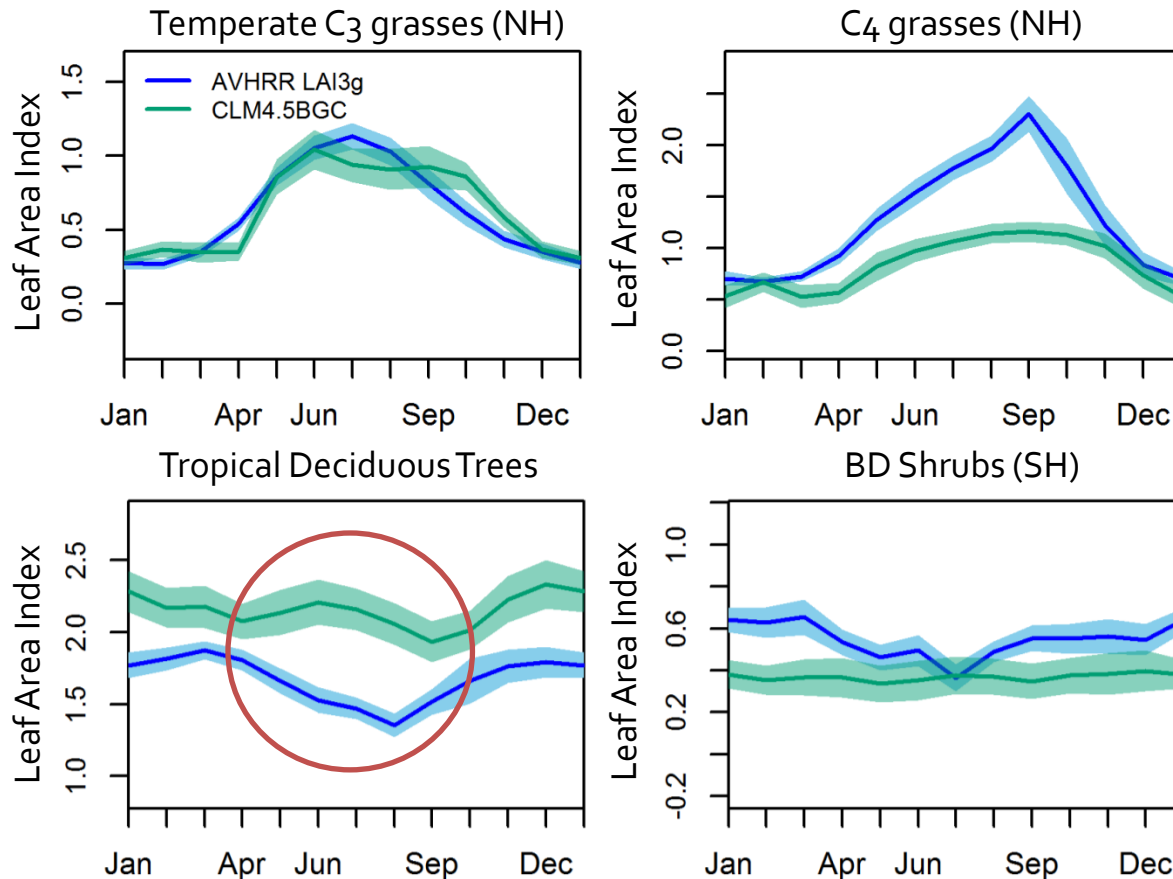 Temperate C3 grasses (NH)
Leaf Area Index
1.5
1.0
0.5
0.0
AVHRR LAI3g
CLM4.5BGC
Jan Apr Jun Sep Dec
C4 grasses (NH)
Leaf Area Index
2.0
1.0
0.0
Jan Apr Jun Sep Dec
Tropical Deciduous Trees
Leaf Area Index
2.5
2.0
1.5
1.0
Jan Apr Jun Sep Dec
BD Shrubs (SH)
Leaf Area Index
1.0
0.6
0.2
-0.2
Jan Apr Jun Sep Dec